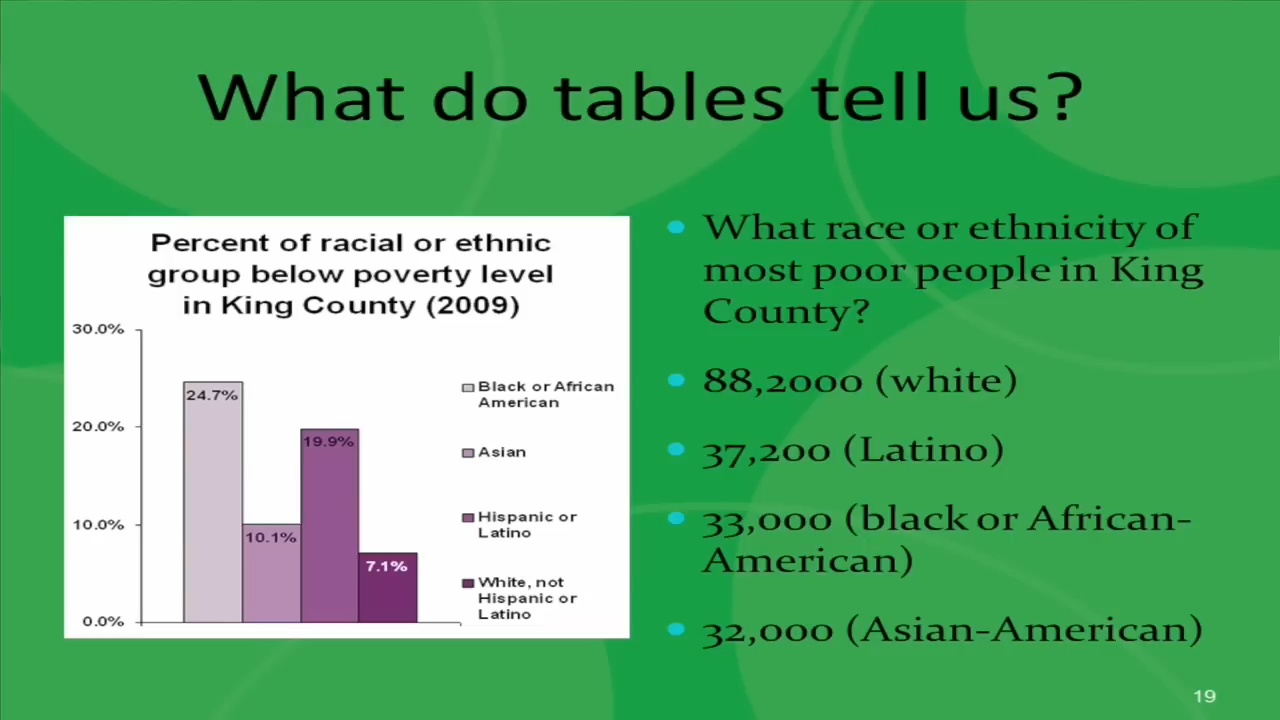 What do tables tell us?
Percent of racial or ethnic
group below poverty level
in King County (2009)
30.0%
20.0%
10.0%
0.0%
24.7%
10.1%
19.9%
7.1%
Black or African
American
Asian
Hispanic or
Latino
White, not
Hispanic or
Latino
What race or ethnicity of
most poor people in King
County?
88,2000 (white)
37,200 (Latino)
33,000 (black or African-
American)
32,000 (Asian-American)
19